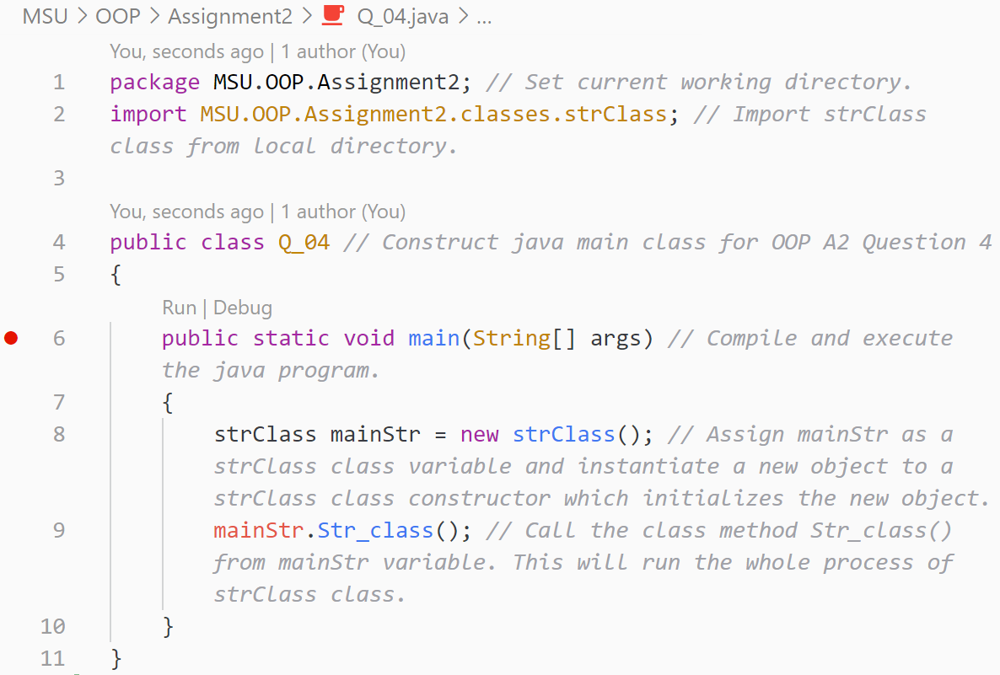 MSU > OOP > Assignment2 > Q_04.java > ...
You, seconds ago | 1 author (You)
1 package MSU.OOP.Assignment2; // Set current working directory.
2 import MSU.OOP.Assignment2.classes.strClass; // Import strClass
class from local directory.
3
You, seconds ago | 1 author (You)
4 public class Q_04 // Construct java main class for OOP A2 Question 4
5 {
Run | Debug
6 public static void main(String[] args) // Compile and execute
the java program.
7 {
8 strClass mainStr = new strClass(); // Assign mainStr as a
strClass class variable and instantiate a new object to a
strClass class constructor which initializes the new object.
9 mainStr.Str_class(); // Call the class method Str_class()
from mainStr variable. This will run the whole process of
strClass class.
10 }
11 }